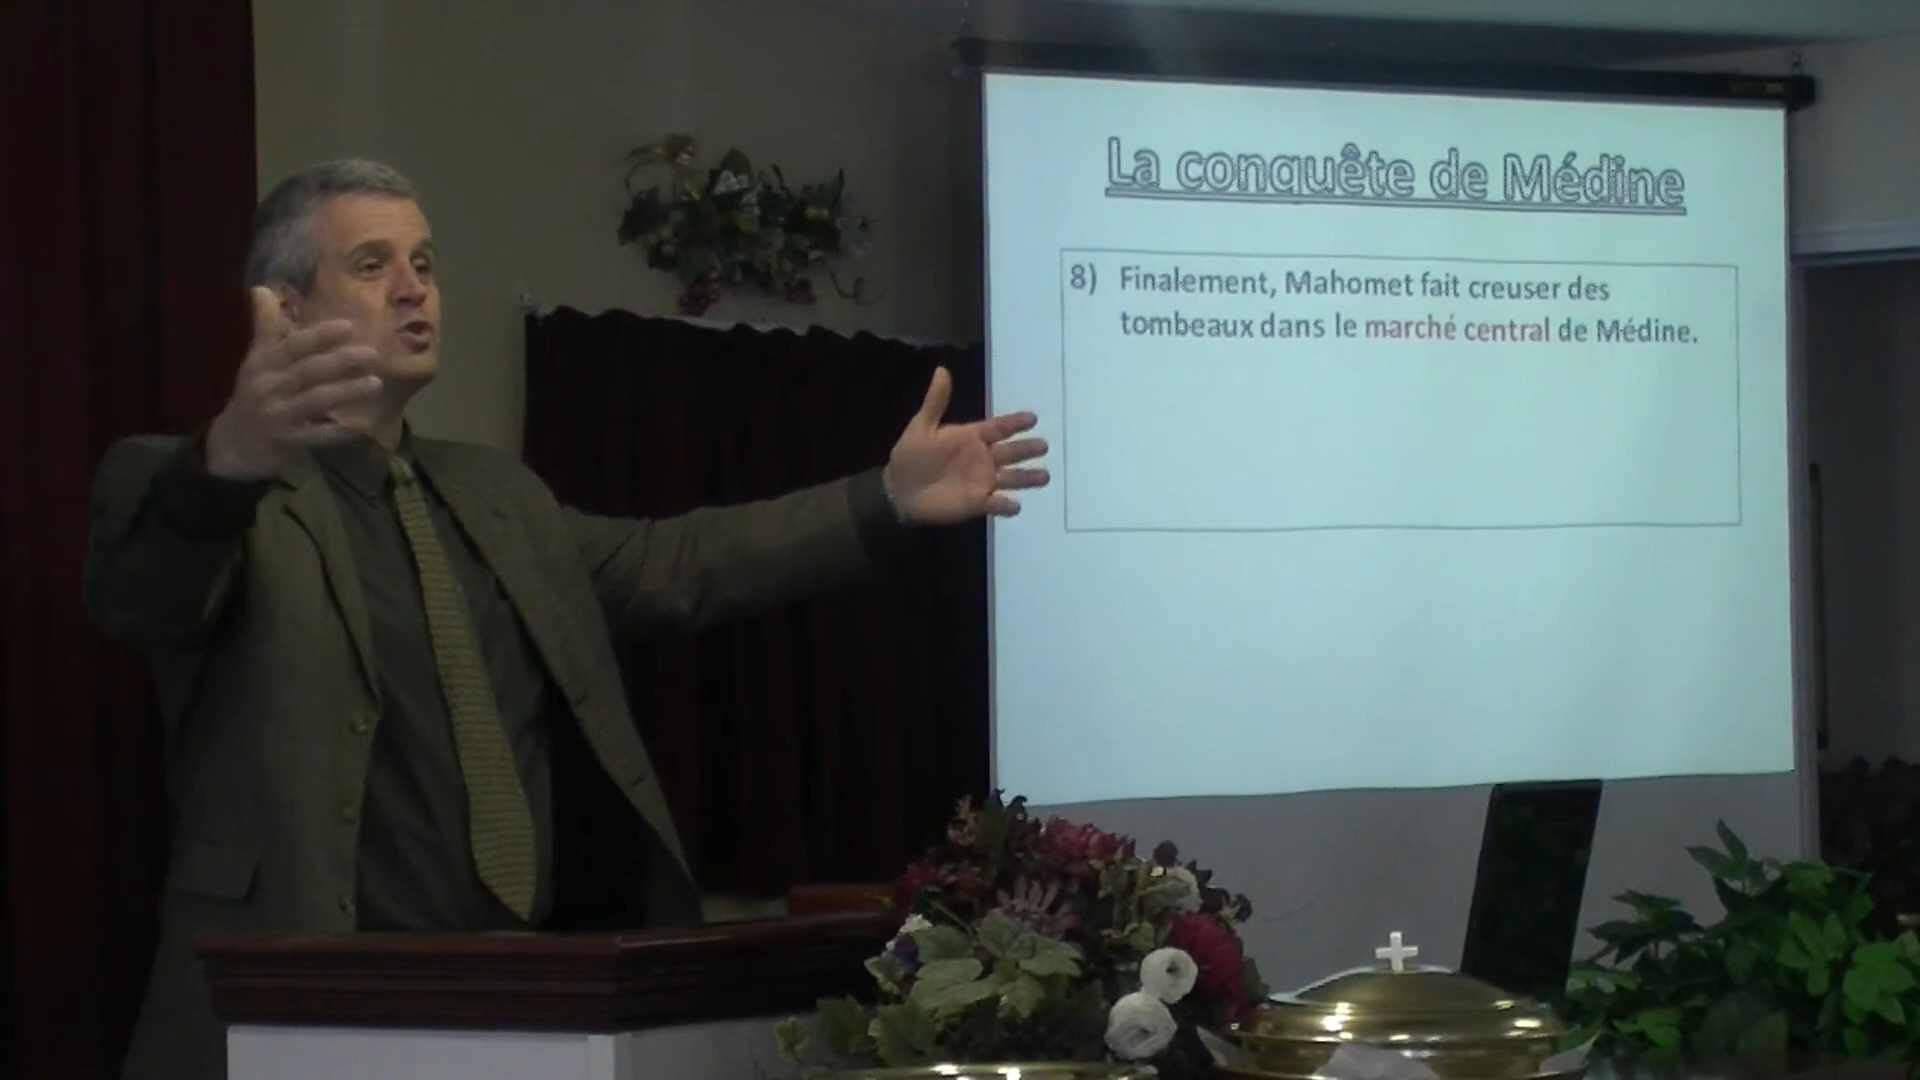 La conquête de Médine
8) Finalement, Mahomet fait creuser des
tombeaux dans le marché central de Médine.